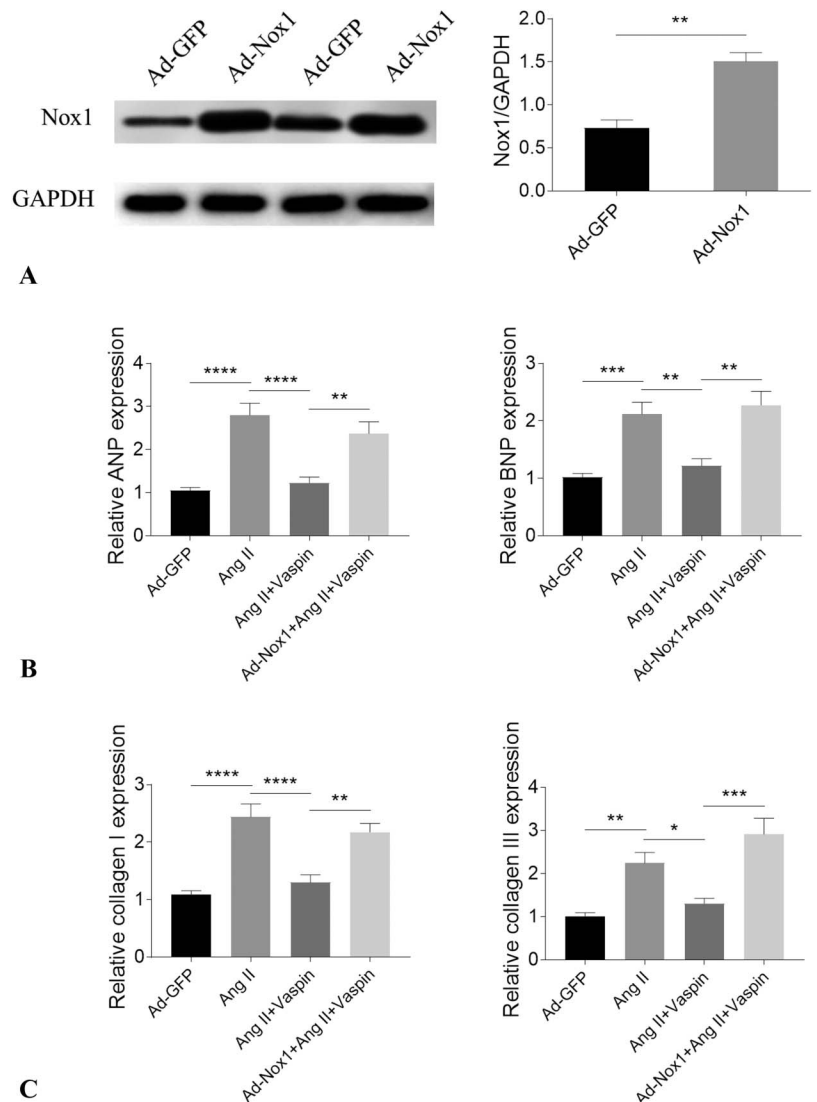 Ad-GFP Ad-Nox1 Ad-GFP Ad-Nox1
Nox1
GAPDH
A
Nox1/GAPDH
2.0
1.5
1.0
0.5
0.0
**
Ad-GFP
Ad-Nox1
Relative ANP expression
4
3
2
1
0
**** **** **
Ad-GFP
Ang II
Ang II+Vaspin
Ad-Nox1+Ang II+Vaspin
Relative BNP expression
3
2
1
0
*** ** **
Ad-GFP
Ang II
Ang II+Vaspin
Ad-Nox1+Ang II+Vaspin
B
Relative collagen I expression
3
2
1
0
**** **** **
Ad-GFP
Ang II
Ang II+Vaspin
Ad-Nox1+Ang II+Vaspin
Relative collagen III expression
4
3
2
1
0
** * ***
Ad-GFP
Ang II
Ang II+Vaspin
Ad-Nox1+Ang II+Vaspin
C